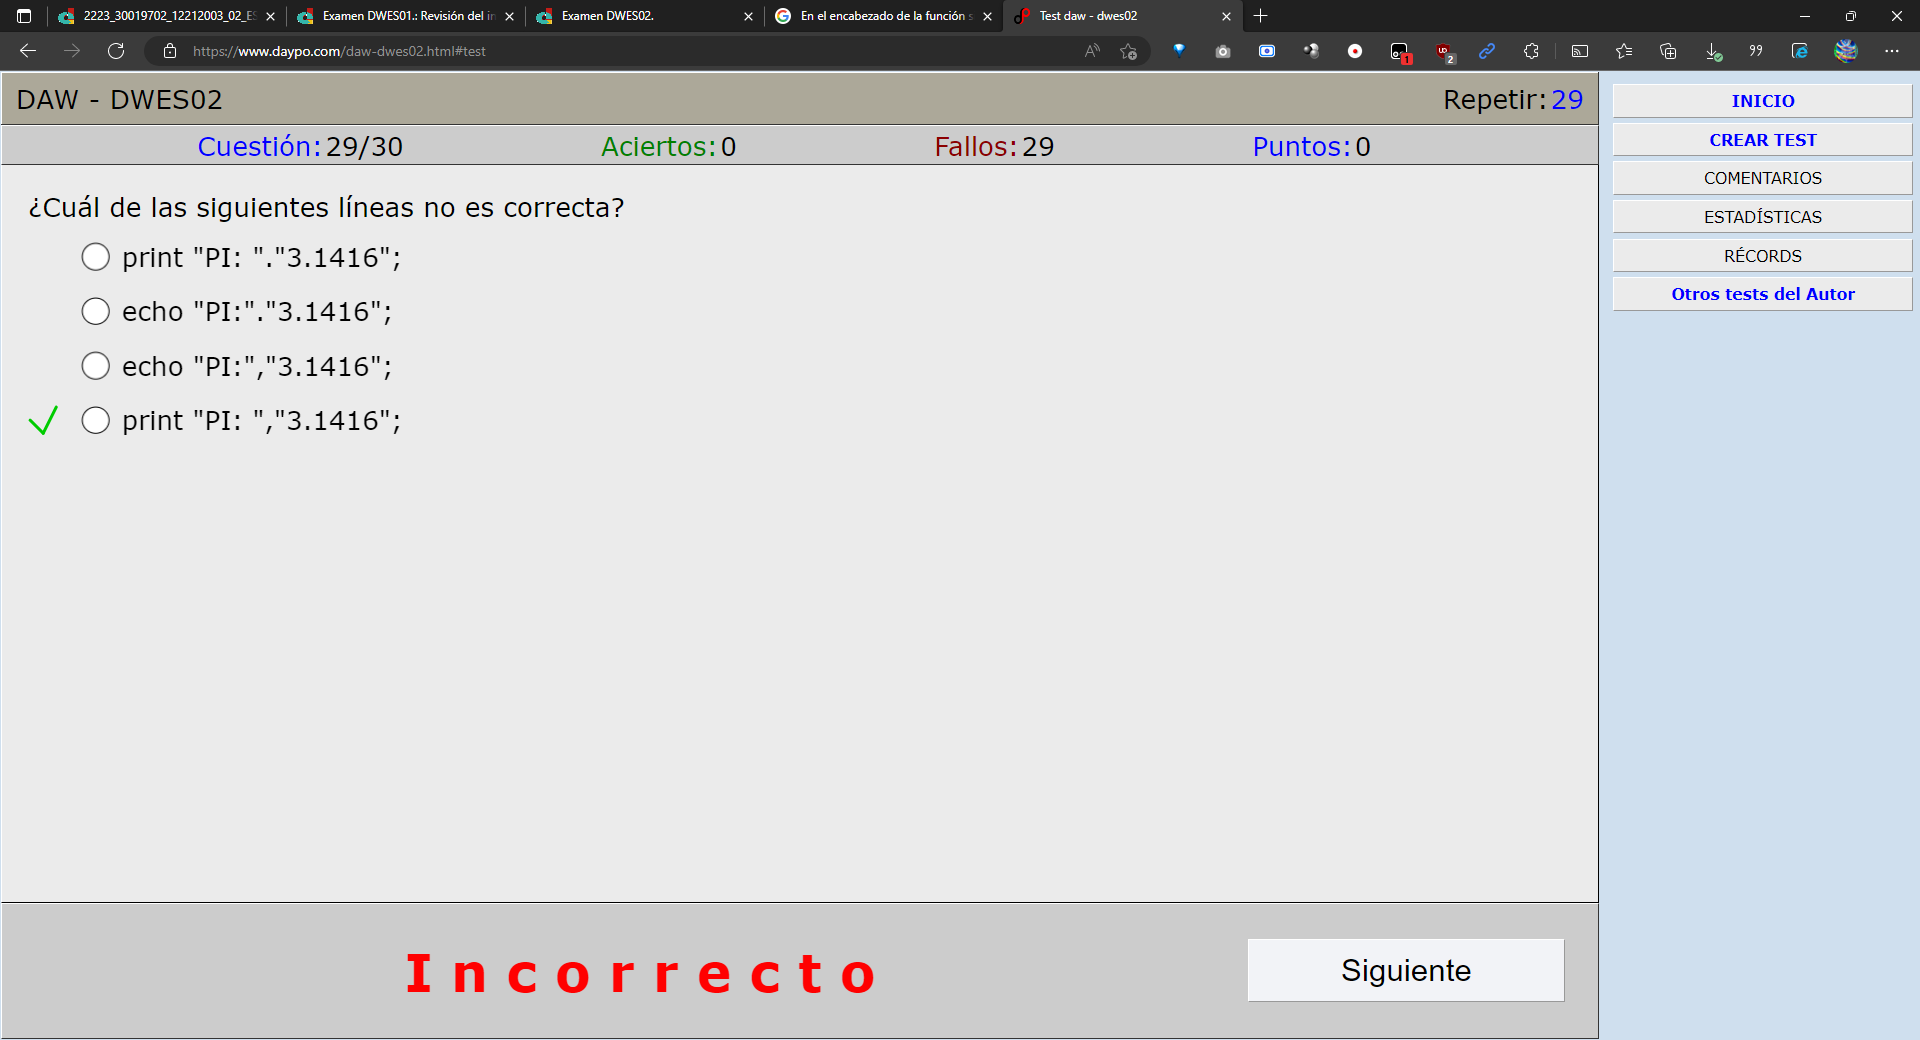 2223_30019702_12212003_02_ES
Examen DWES01.: Revisión del in
Examen DWES02.
En el encabezado de la función s
Test daw - dwes02
https://www.daypo.com/daw-dwes02.html#test
1
2
DAW - DWES02
Repetir:29
Cuestión:29/30
Aciertos:0
Fallos:29
Puntos:0
¿Cuál de las siguientes líneas no es correcta?
print "PI: "."3.1416";
echo "PI:"."3.1416";
echo "PI:","3.1416";
print "PI: ","3.1416";
Incorrecto
Siguiente
INICIO
CREAR TEST
COMENTARIOS
ESTADÍSTICAS
RÉCORDS
Otros tests del Autor